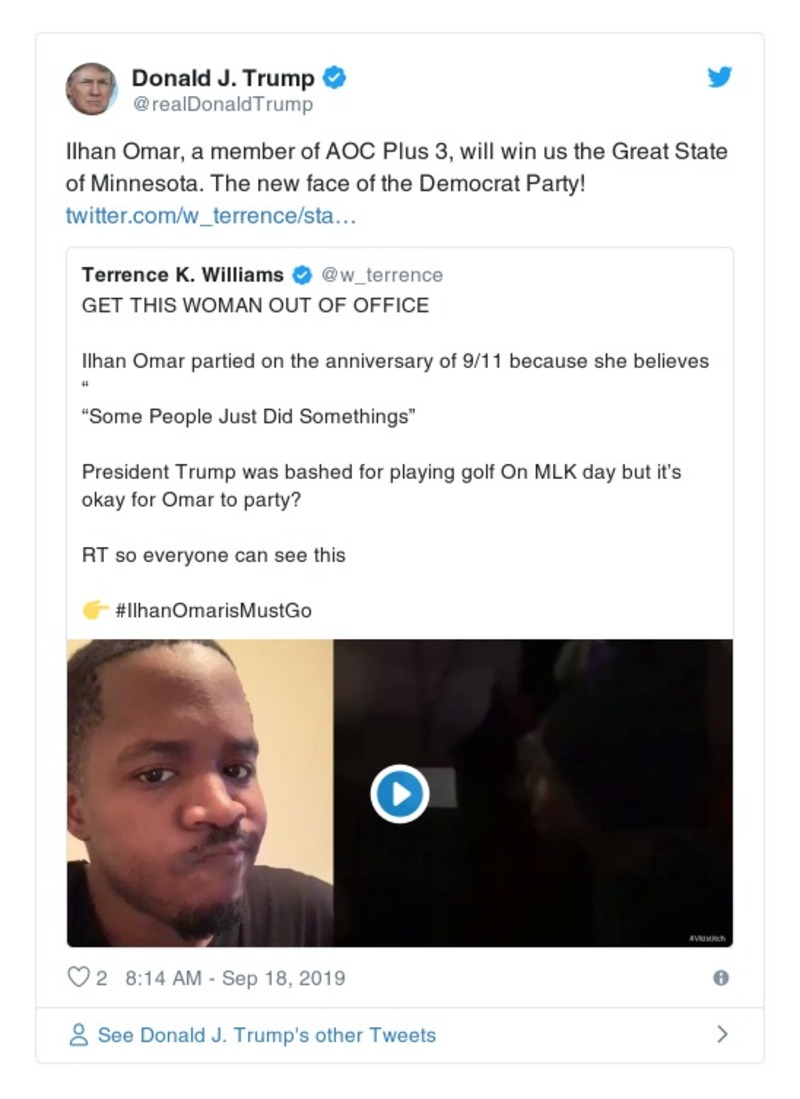 Donald J. Trump
@realDonaldTrump
Ilhan Omar, a member of AOC Plus 3, will win us the Great State
of Minnesota. The new face of the Democrat Party!
twitter.com/w_terrence/sta…
Terrence K. Williams @w_terrence
GET THIS WOMAN OUT OF OFFICE
Ilhan Omar partied on the anniversary of 9/11 because she believes
“
“Some People Just Did Somethings”
President Trump was bashed for playing golf On MLK day but it’s
okay for Omar to party?
RT so everyone can see this
👉 #IlhanOmarisMustGo
#Vidstitch
2 8:14 AM - Sep 18, 2019
See Donald J. Trump's other Tweets